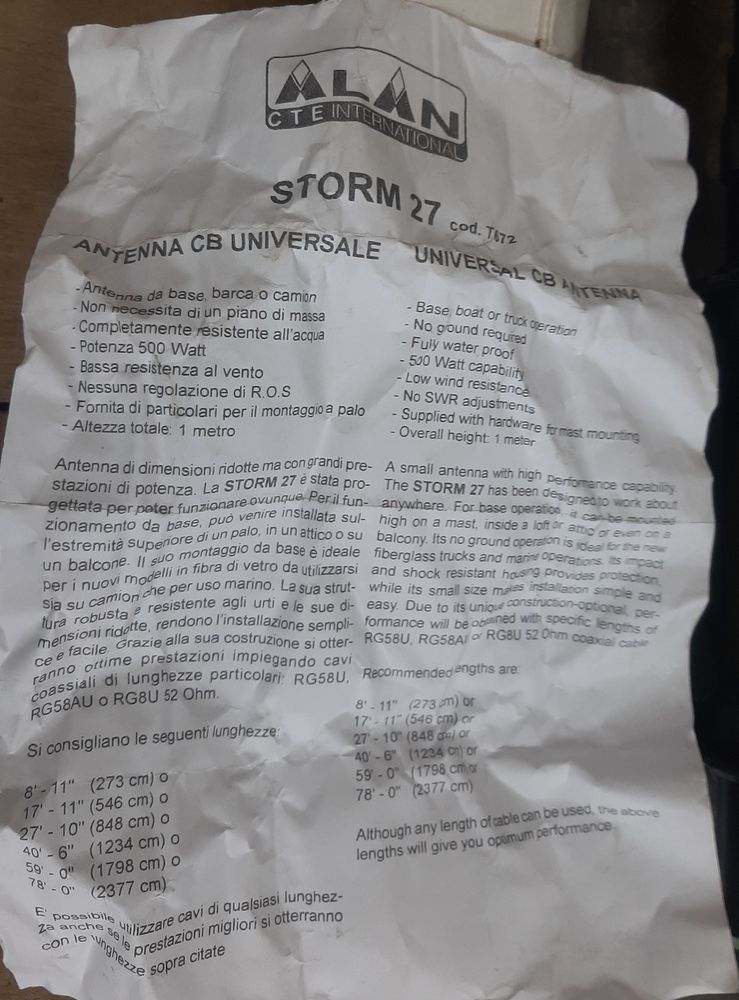 ALAN
CTE INTERNATIONAL
STORM 27 cod. T672
ANTENNA CB UNIVERSALE
- Antenna da base, barca o camion
- Non necessita di un piano di massa
- Completamente resistente all'acqua
- Potenza 500 Watt
- Bassa resistenza al vento
- Nessuna regolazione di R.O.S
- Fornita di particolari per il montaggio a palo
- Altezza totale: 1 metro
Antenna di dimensioni ridotte ma con grandi pre-
stazioni di potenza. La STORM 27 è stata pro-
gettata per poter funzionare ovunque. Per il fun-
zionamento da base, può venire installata sul-
l'estremità superiore di un palo, in un attico o su
un balcone. Il suo montaggio da base è ideale
per i nuovi modelli in fibra di vetro da utilizzarsi
sia su camion che per uso marino. La sua strut-
tura robusta e resistente agli urti e le sue di-
mensioni ridotte, rendono l'installazione sempli-
ce e facile. Grazie alla sua costruzione si otter-
ranno ottime prestazioni impiegando cavi
coassiali di lunghezze particolari: RG58U,
RG58AU o RG8U 52 Ohm.
Si consigliano le seguenti lunghezze:
8' - 11" (273 cm) o
17' - 11" (546 cm) o
27' - 10" (848 cm) o
40' - 6" (1234 cm) o
59' - 0" (1798 cm) o
78' - 0" (2377 cm)
E' possibile utilizzare cavi di qualsiasi lunghez-
za anche se le prestazioni migliori si otterranno
con le lunghezze sopra citate
UNIVERSAL CB ANTENNA
- Base, boat or truck operation
- No ground required
- Fully water proof
- 500 Watt capability
- Low wind resistance
- No SWR adjustments
- Supplied with hardware for mast mounting
- Overall height: 1 meter
A small antenna with high performance capability.
The STORM 27 has been designed to work about
anywhere. For base operation, it can be mounted
high on a mast, inside a loft or attic or even on a
balcony. Its no ground operation is ideal for the new
fiberglass trucks and marine operations. Its impact
and shock resistant housing provides protection,
while its small size makes installation simple and
easy. Due to its unique construction-optional, per-
formance will be obtained with specific lengths of
RG58U, RG58AU or RG8U 52 Ohm coaxial cable
Recommended lengths are:
8' - 11" (273 cm) or
17' - 11" (546 cm) or
27' - 10" (848 cm) or
40' - 6" (1234 cm) or
59' - 0" (1798 cm) or
78' - 0" (2377 cm)
Although any length of cable can be used, the above
lengths will give you optimum performance